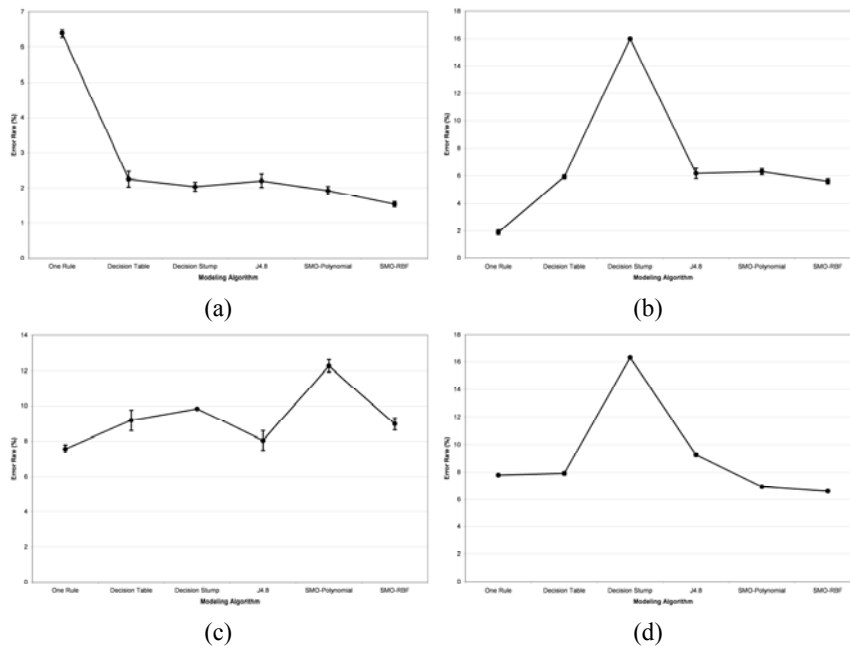 7
6
5
4
3
2
1
0
Error Rate (%)
One Rule Decision Table Decision Stump J4.8 SMO-Polynomial SMO-RBF
Modeling Algorithm
(a)
18
16
14
12
10
8
6
4
2
0
Error Rate (%)
One Rule Decision Table Decision Stump J4.8 SMO-Polynomial SMO-RBF
Modeling Algorithm
(b)
14
12
10
8
6
4
2
0
Error Rate (%)
One Rule Decision Table Decision Stump J4.8 SMO-Polynomial SMO-RBF
Modeling Algorithm
(c)
18
16
14
12
10
8
6
4
2
0
Error Rate (%)
One Rule Decision Table Decision Stump J4.8 SMO-Polynomial SMO-RBF
Modeling Algorithm
(d)